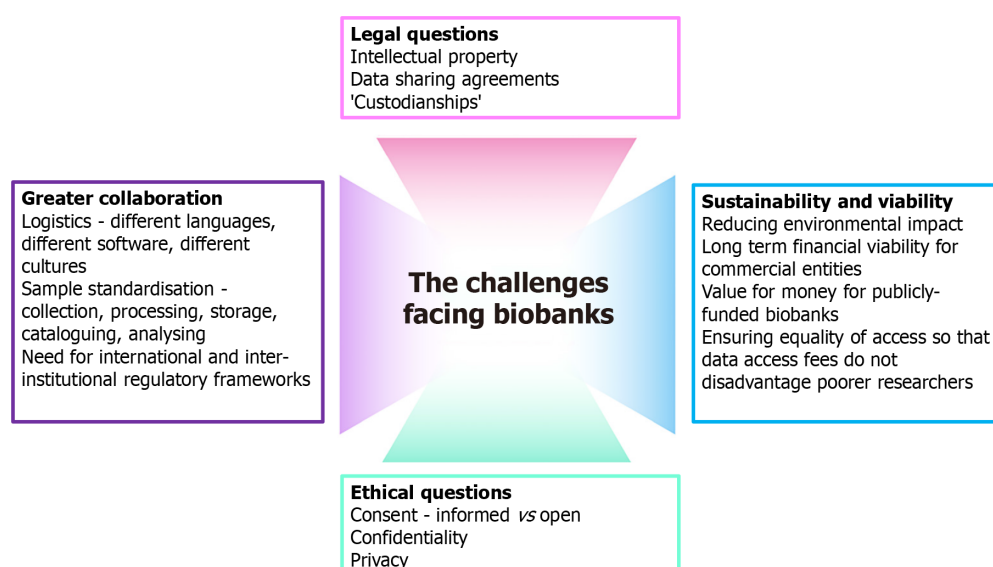 Legal questions
Intellectual property
Data sharing agreements
'Custodianships'
Greater collaboration
Logistics - different languages,
different software, different
cultures
Sample standardisation -
collection, processing, storage,
cataloguing, analysing
Need for international and inter-
institutional regulatory frameworks
The challenges
facing biobanks
Sustainability and viability
Reducing environmental impact
Long term financial viability for
commercial entities
Value for money for publicly-
funded biobanks
Ensuring equality of access so that
data access fees do not
disadvantage poorer researchers
Ethical questions
Consent - informed vs open
Confidentiality
Privacy